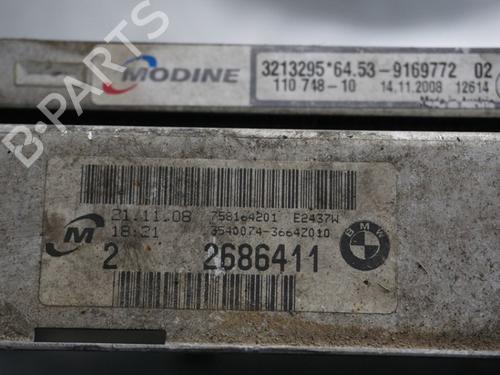 MODINE
3213295*64.53-9169772 02
110 748-10 14.11.2008 12614
21.11.08 758164201 E2437W
18:21 3540074-36642010
M
BMW
2 2686411
B-Parts